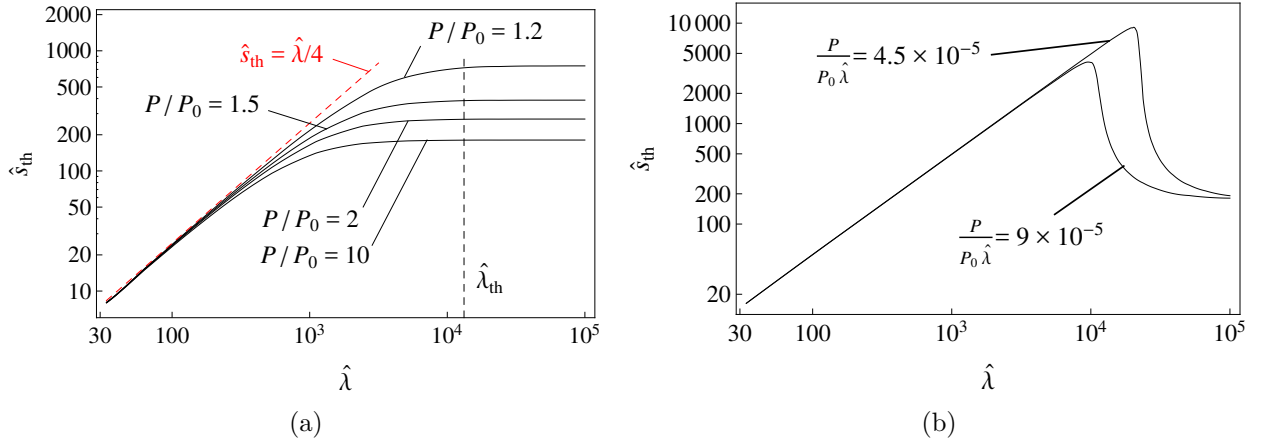 2000
1000
500
200
100
50
20
10
ŝ_th
ŝ_th = λ̂/4
P/P_0 = 1.2
P/P_0 = 1.5
P/P_0 = 2
P/P_0 = 10
λ̂_th
30 100 10^3 10^4 10^5
λ̂
(a)
10 000
5000
2000
1000
500
200
100
20
ŝ_th
P/(P_0 λ̂) = 4.5 × 10^-5
P/(P_0 λ̂) = 9 × 10^-5
30 100 10^3 10^4 10^5
λ̂
(b)